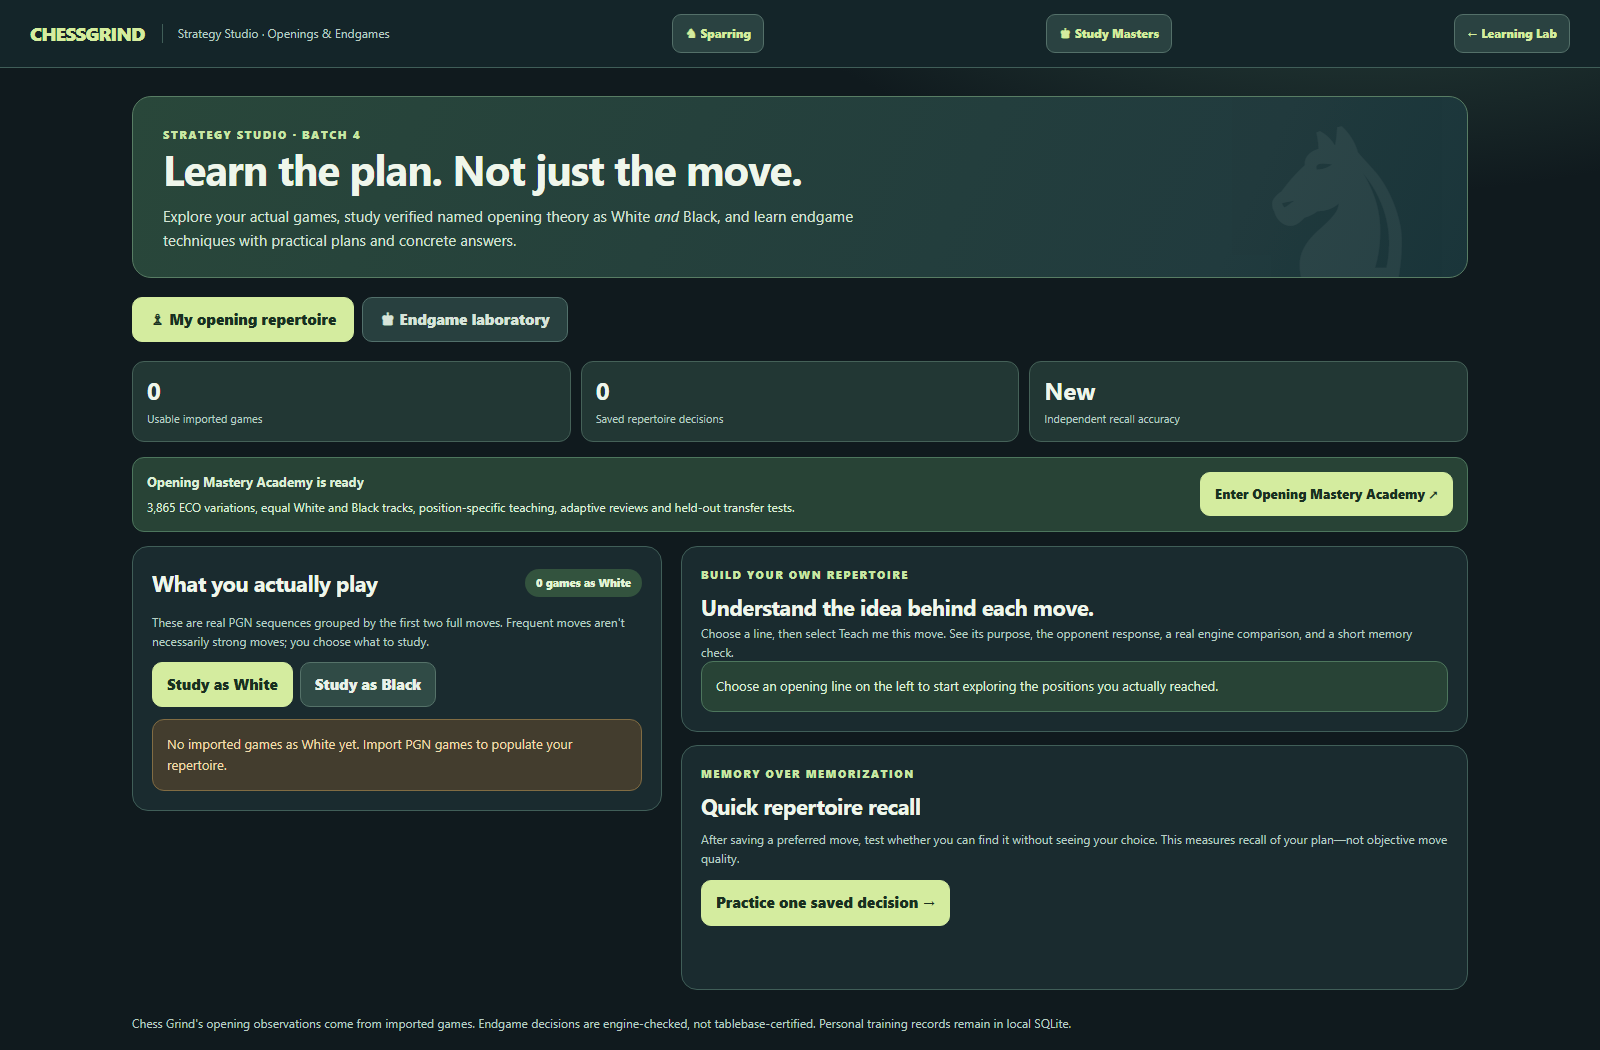 CHESSGRIND
Strategy Studio · Openings & Endgames
♞ Sparring
♚ Study Masters
← Learning Lab
STRATEGY STUDIO · BATCH 4
Learn the plan. Not just the move.
Explore your actual games, study verified named opening theory as White and Black, and learn endgame
techniques with practical plans and concrete answers.
♗ My opening repertoire
♚ Endgame laboratory
0
Usable imported games
0
Saved repertoire decisions
New
Independent recall accuracy
Opening Mastery Academy is ready
3,865 ECO variations, equal White and Black tracks, position-specific teaching, adaptive reviews and held-out transfer tests.
Enter Opening Mastery Academy ↗
What you actually play
0 games as White
These are real PGN sequences grouped by the first two full moves. Frequent moves aren't
necessarily strong moves; you choose what to study.
Study as White
Study as Black
No imported games as White yet. Import PGN games to populate your
repertoire.
BUILD YOUR OWN REPERTOIRE
Understand the idea behind each move.
Choose a line, then select Teach me this move. See its purpose, the opponent response, a real engine comparison, and a short memory
check.
Choose an opening line on the left to start exploring the positions you actually reached.
MEMORY OVER MEMORIZATION
Quick repertoire recall
After saving a preferred move, test whether you can find it without seeing your choice. This measures recall of your plan—not objective move
quality.
Practice one saved decision →
Chess Grind's opening observations come from imported games. Endgame decisions are engine-checked, not tablebase-certified. Personal training records remain in local SQLite.